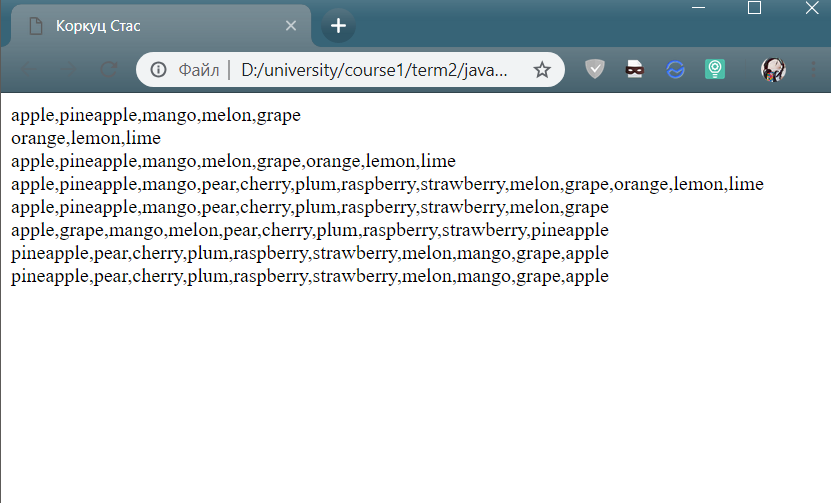 Коркуц Стас
Файл | D:/university/course1/term2/java...
apple,pineapple,mango,melon,grape
orange,lemon,lime
apple,pineapple,mango,melon,grape,orange,lemon,lime
apple,pineapple,mango,pear,cherry,plum,raspberry,strawberry,melon,grape,orange,lemon,lime
apple,pineapple,mango,pear,cherry,plum,raspberry,strawberry,melon,grape
apple,grape,mango,melon,pear,cherry,plum,raspberry,strawberry,pineapple
pineapple,pear,cherry,plum,raspberry,strawberry,melon,mango,grape,apple
pineapple,pear,cherry,plum,raspberry,strawberry,melon,mango,grape,apple